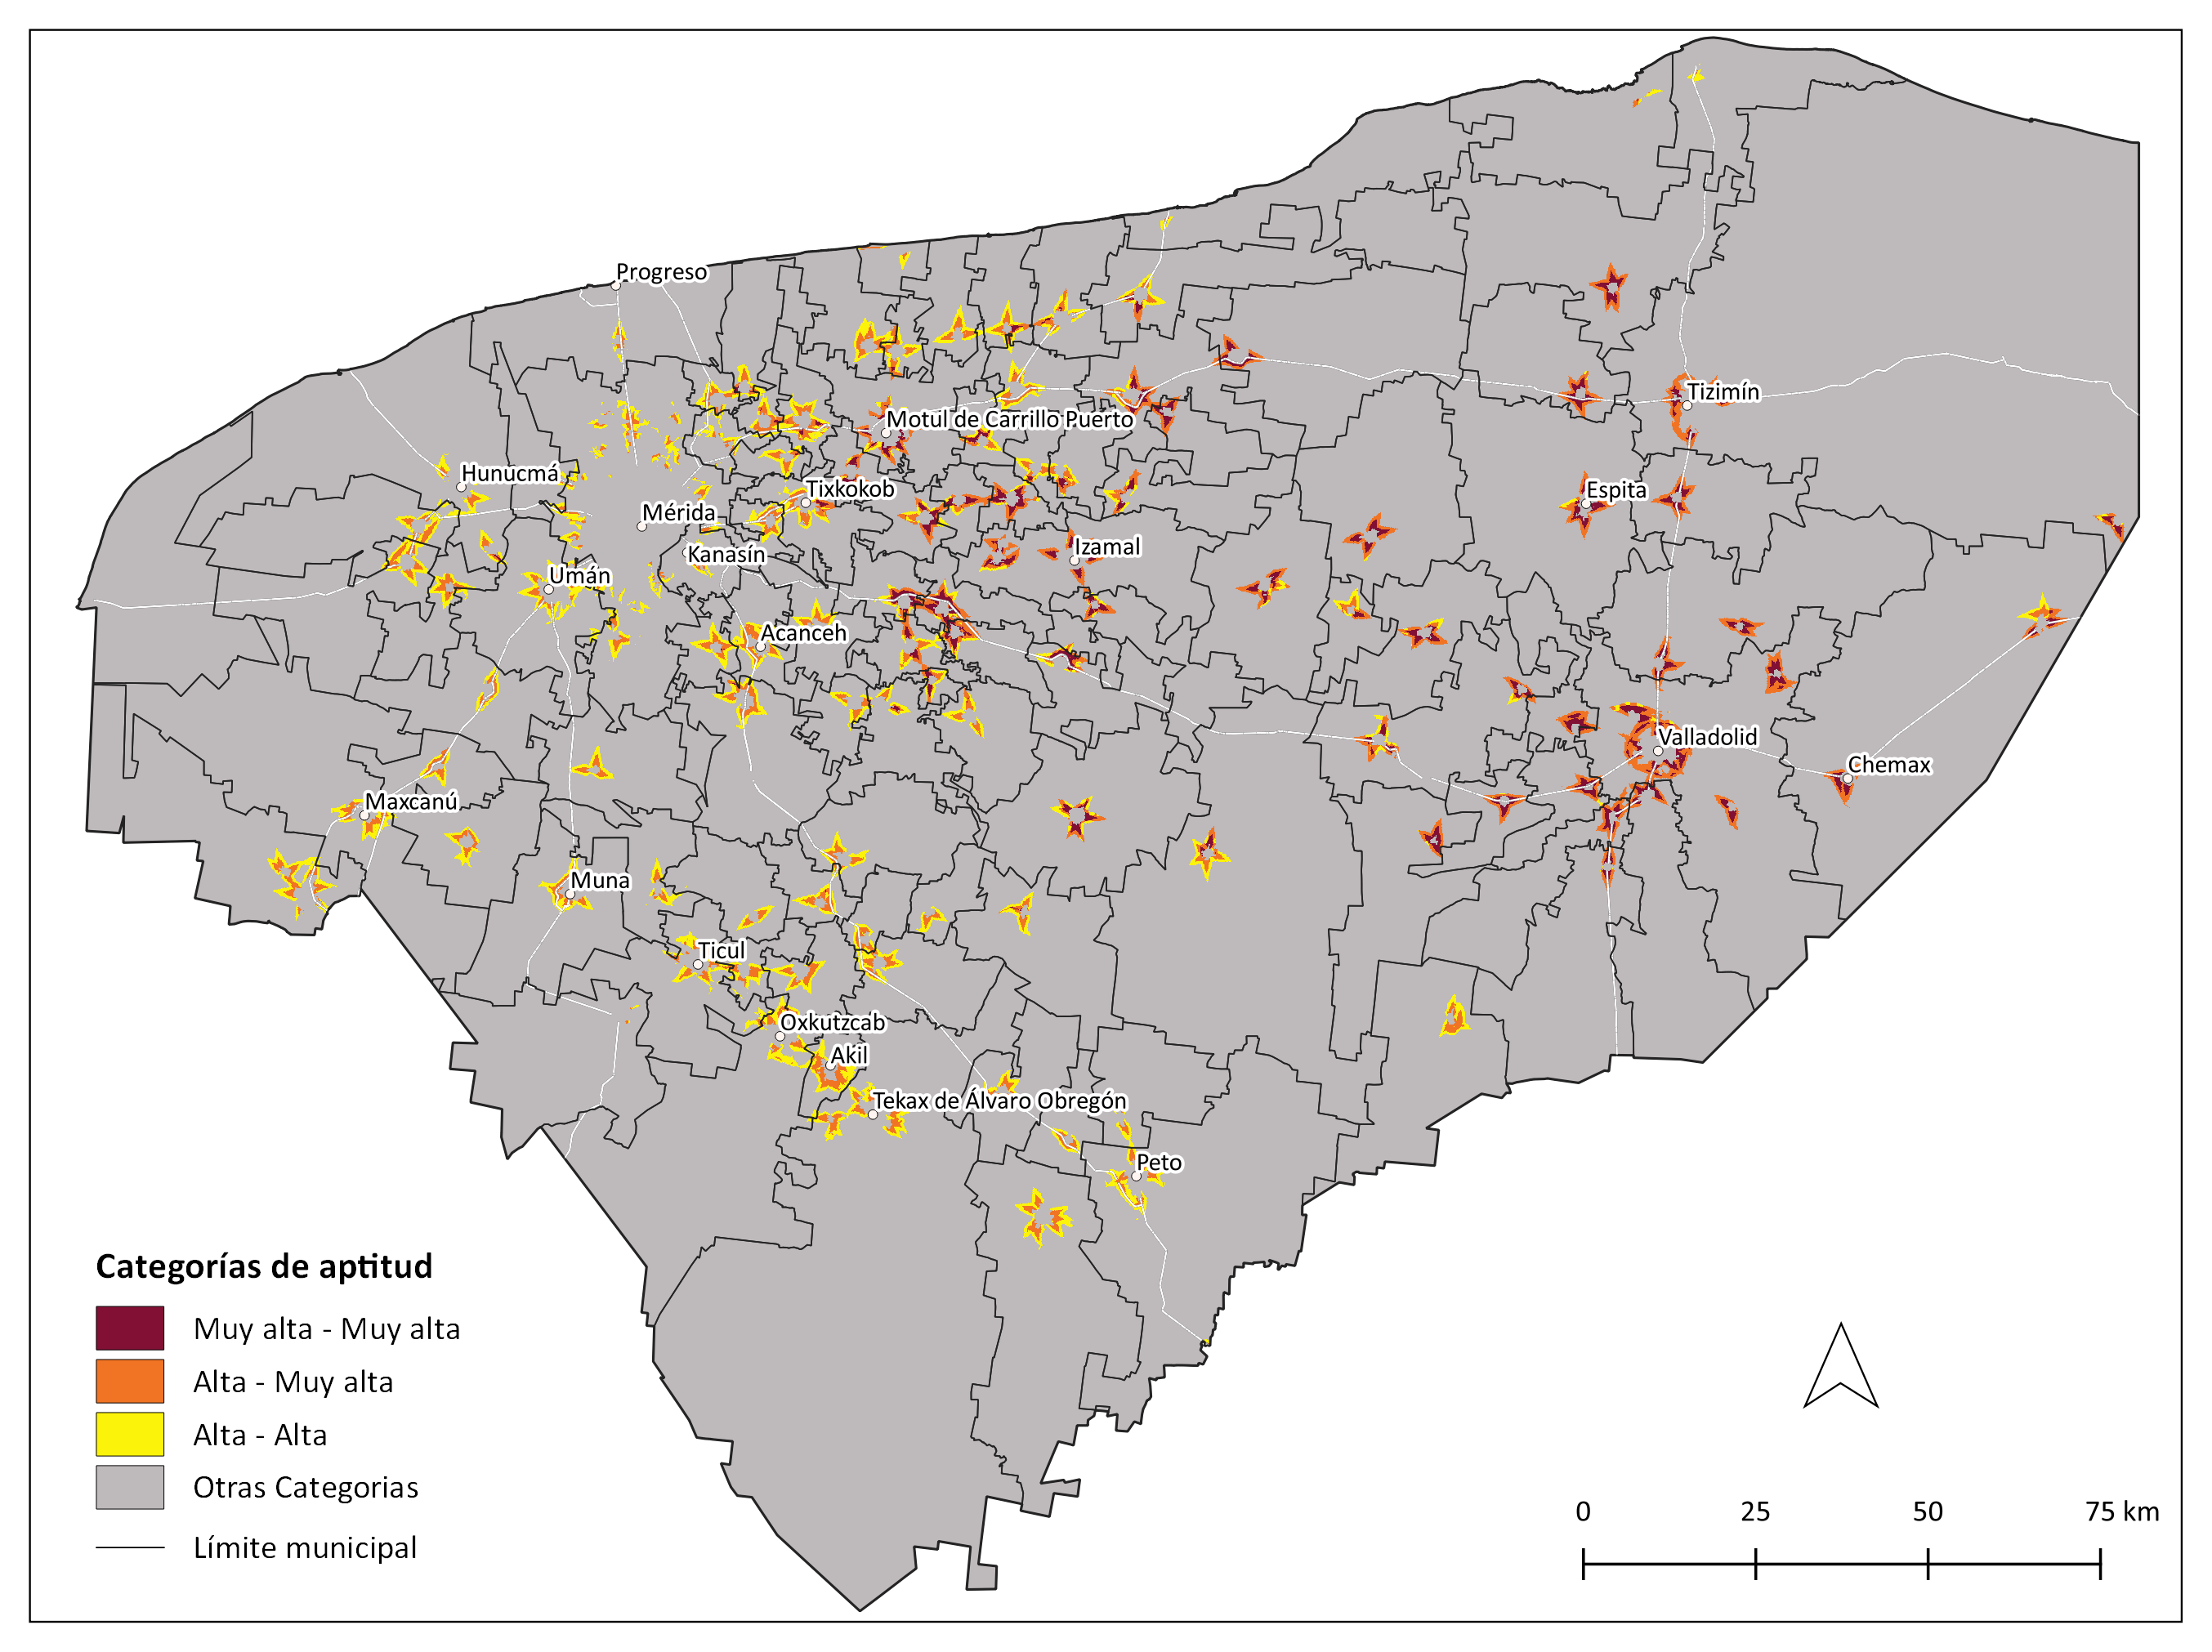 Progreso
Tizimín
Motul de Carrillo Puerto
Hunucmá
Tixkokob
Espita
Mérida
Izamal
Kanasín
Umán
Acanceh
Valladolid
Chemax
Maxcanú
Muna
Ticul
Oxkutzcab
Akil
Tekax de Álvaro Obregón
Peto
Categorías de aptitud
Muy alta - Muy alta
Alta - Muy alta
Alta - Alta
Otras Categorias
Límite municipal
0 25 50 75 km